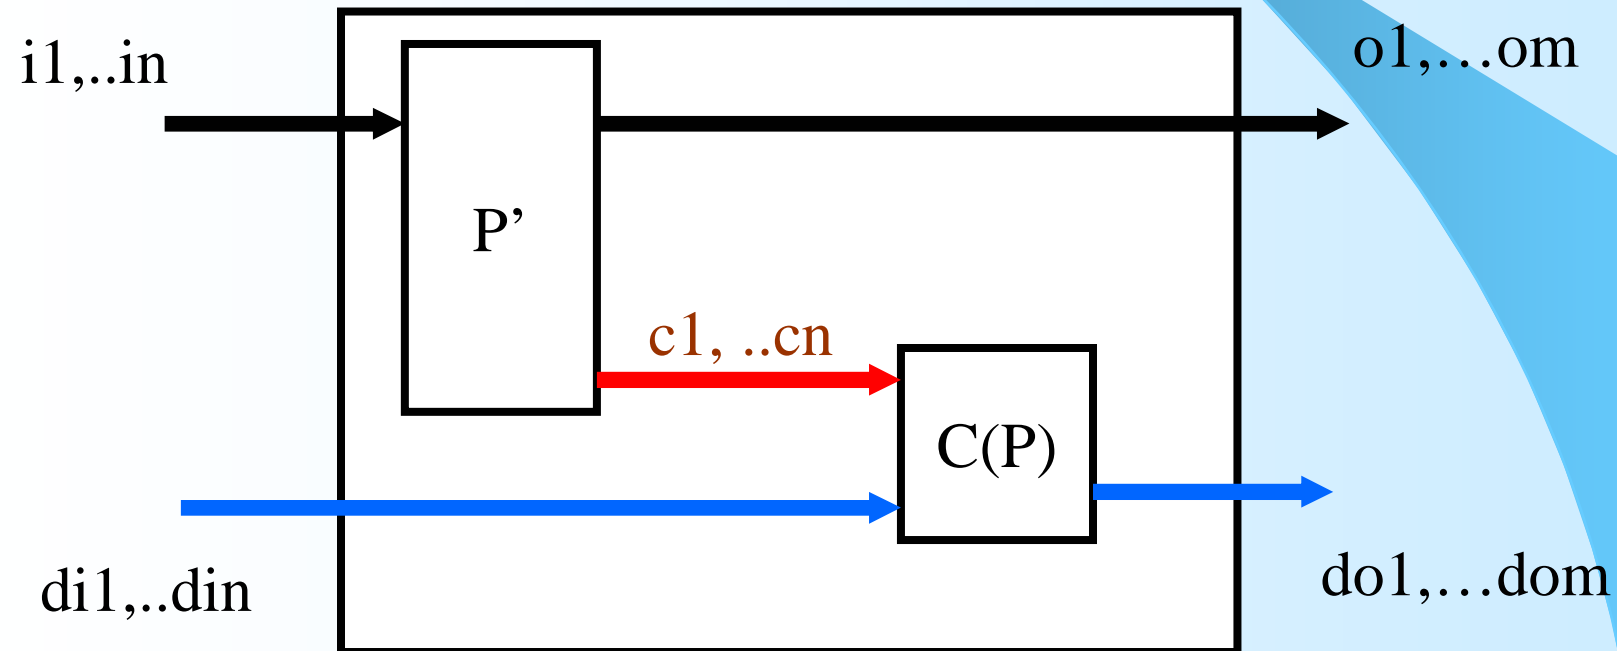 i1,..in
o1,...om
P’
c1, ..cn
C(P)
di1,..din
do1,...dom